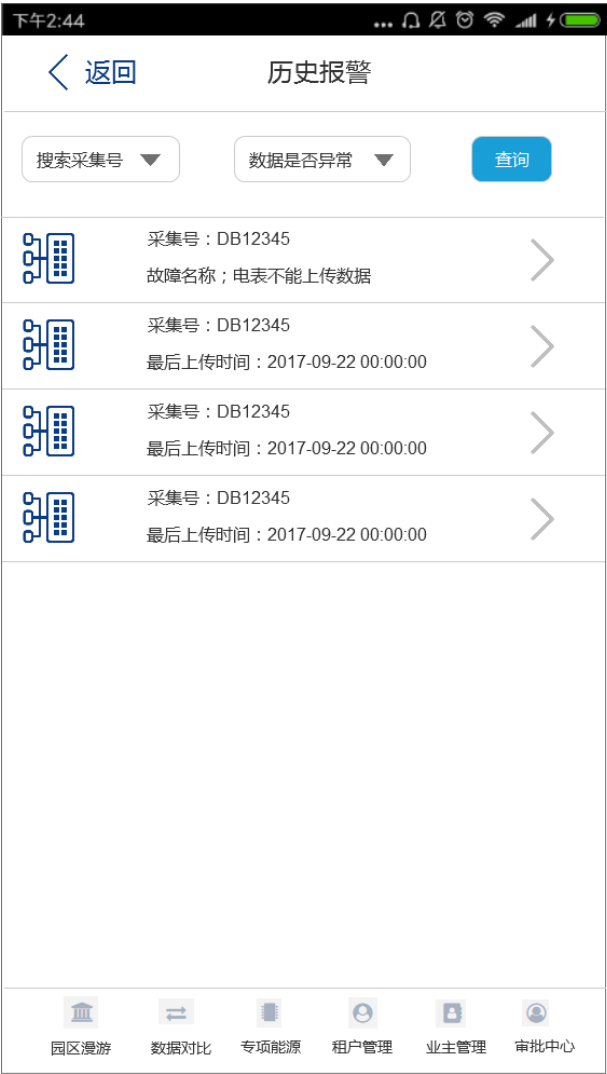 下午2:44
返回 历史报警
搜索采集号 数据是否异常 查询
采集号：DB12345
故障名称；电表不能上传数据
采集号：DB12345
最后上传时间：2017-09-22 00:00:00
采集号：DB12345
最后上传时间：2017-09-22 00:00:00
采集号：DB12345
最后上传时间：2017-09-22 00:00:00
园区漫游 数据对比 专项能源 租户管理 业主管理 审批中心